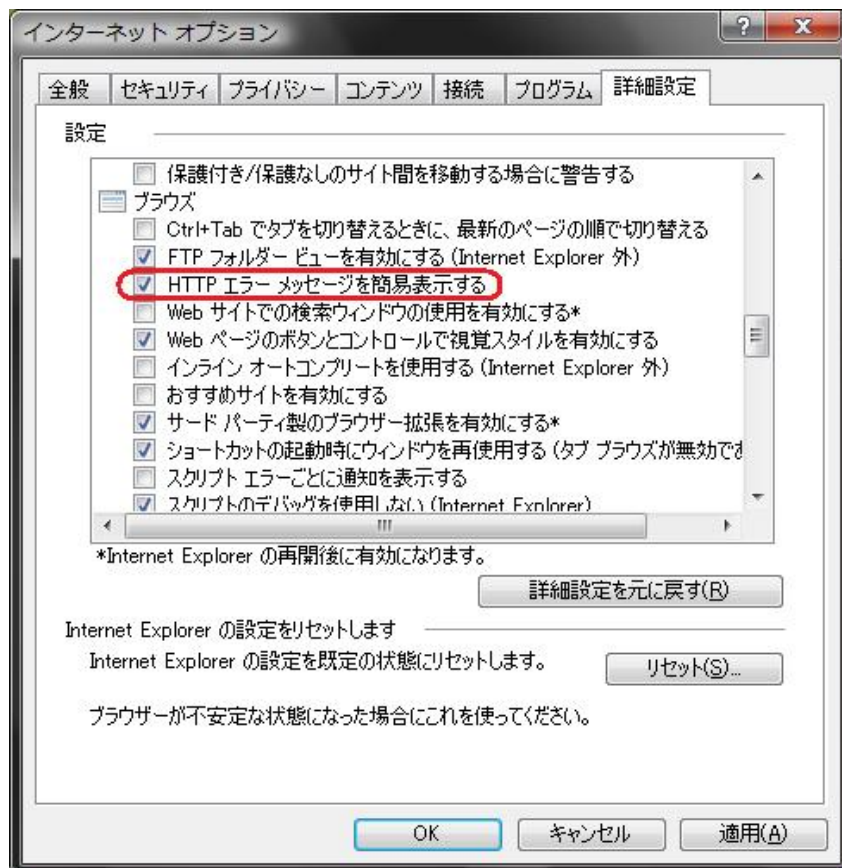 インターネット オプション
全般 セキュリティ プライバシー コンテンツ 接続 プログラム 詳細設定
設定
保護付き/保護なしのサイト間を移動する場合に警告する
ブラウズ
Ctrl+Tab でタブを切り替えるときに、最新のページの順で切り替える
FTP フォルダー ビューを有効にする (Internet Explorer 外)
HTTP エラー メッセージを簡易表示する
Web サイトでの検索ウィンドウの使用を有効にする*
Web ページのボタンとコントロールで視覚スタイルを有効にする
インライン オートコンプリートを使用する (Internet Explorer 外)
おすすめサイトを有効にする
サード パーティ製のブラウザー拡張を有効にする*
ショートカットの起動時にウィンドウを再使用する (タブ ブラウズが無効であ
スクリプト エラーごとに通知を表示する
スクリプトのデバッグを使用しない (Internet Explorer)
*Internet Explorer の再開後に有効になります。
詳細設定を元に戻す(R)
Internet Explorer の設定をリセットします
Internet Explorer の設定を既定の状態にリセットします。
リセット(S)...
ブラウザーが不安定な状態になった場合にこれを使ってください。
OK キャンセル 適用(A)